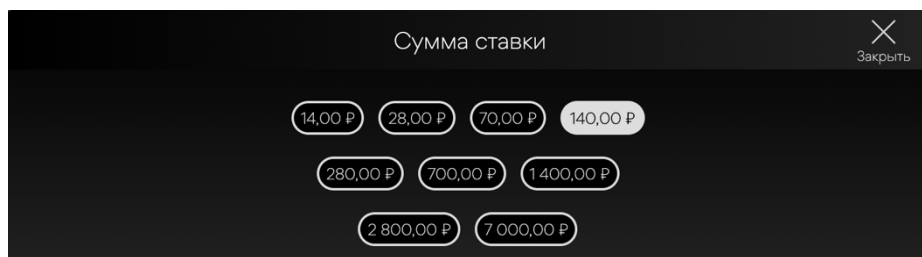 Сумма ставки
Закрыть
14,00 ₽ 28,00 ₽ 70,00 ₽ 140,00 ₽
280,00 ₽ 700,00 ₽ 1 400,00 ₽
2 800,00 ₽ 7 000,00 ₽